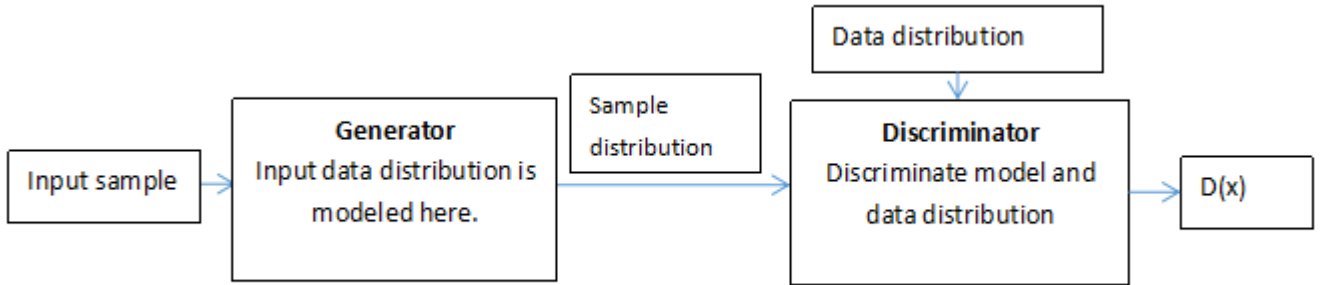 Data distribution
Sample
distribution
Generator
Input data distribution is
modeled here.
Discriminator
Discriminate model and
data distribution
Input sample
D(x)